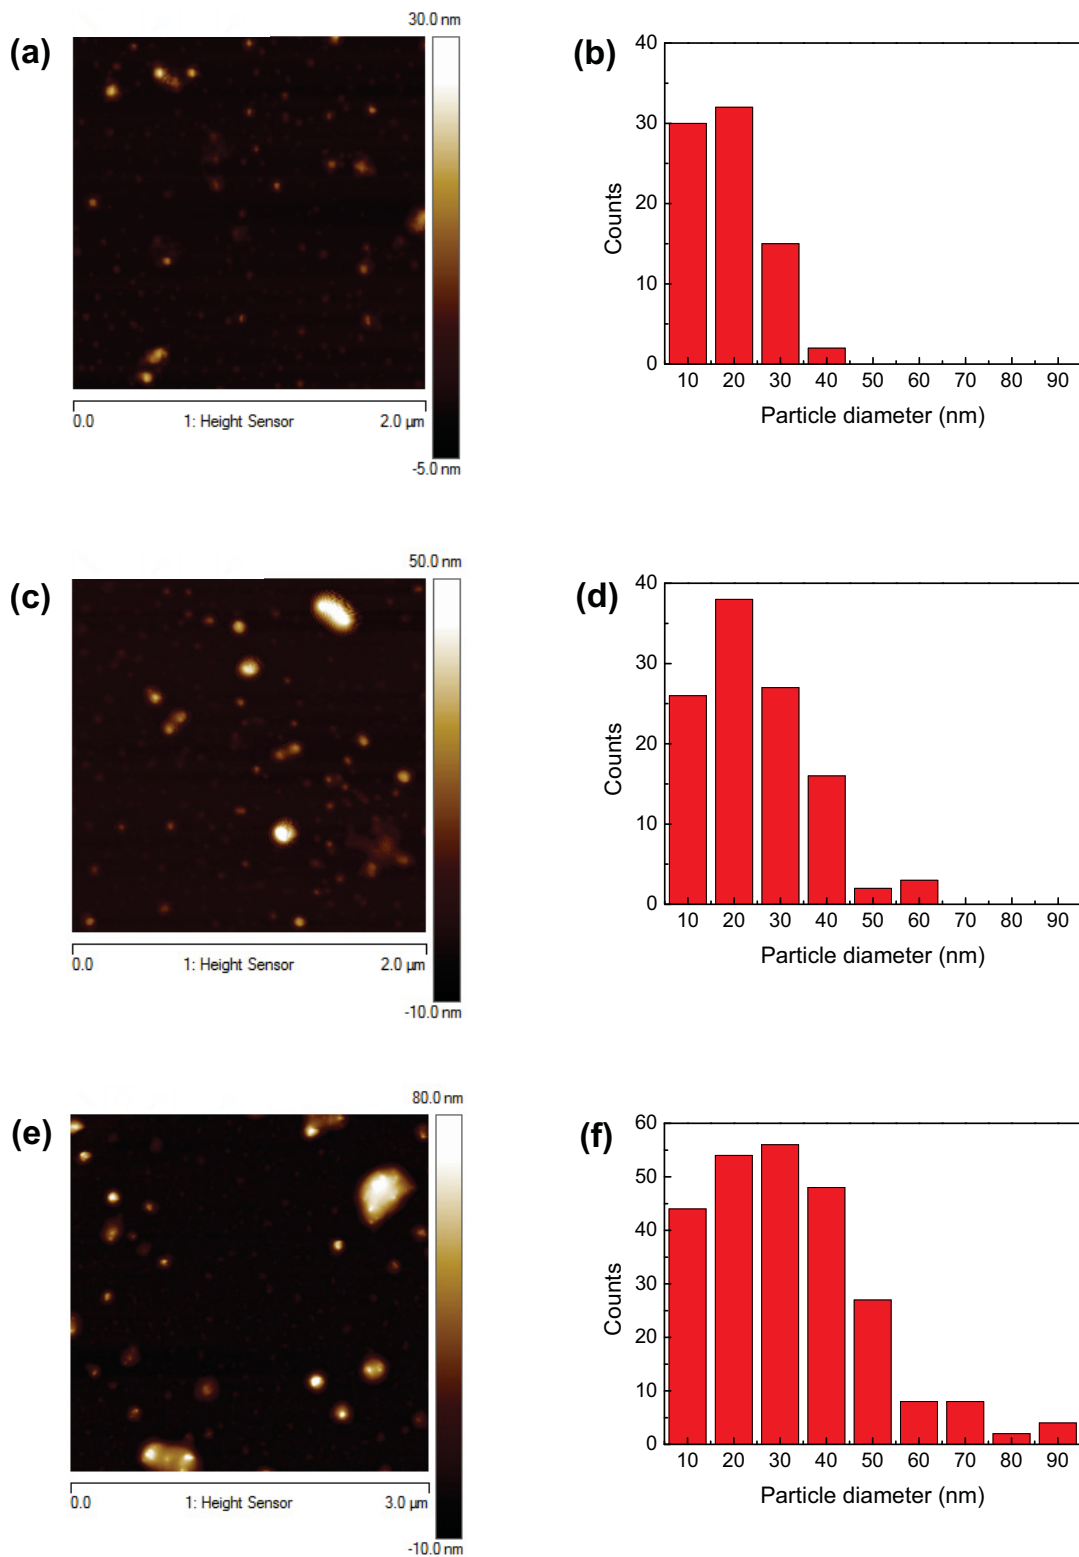 30.0 nm
(a)
0.0 1: Height Sensor 2.0 µm
-5.0 nm
(b)
40
30
20
10
0
Counts
10 20 30 40 50 60 70 80 90
Particle diameter (nm)
50.0 nm
(c)
0.0 1: Height Sensor 2.0 µm
-10.0 nm
(d)
40
30
20
10
0
Counts
10 20 30 40 50 60 70 80 90
Particle diameter (nm)
80.0 nm
(e)
0.0 1: Height Sensor 3.0 µm
-10.0 nm
(f)
60
50
40
30
20
10
0
Counts
10 20 30 40 50 60 70 80 90
Particle diameter (nm)